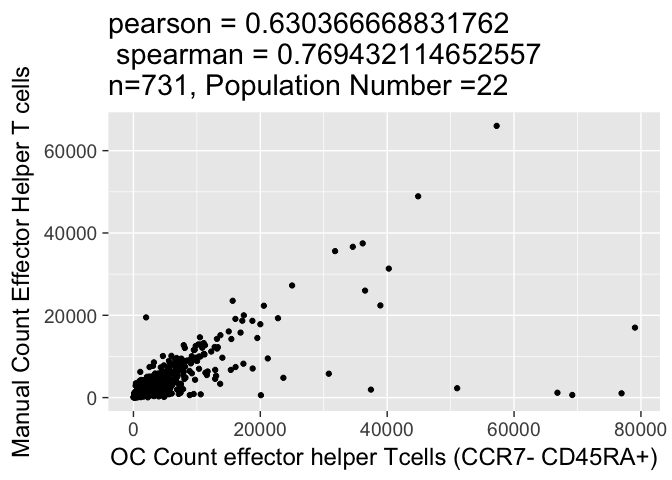 pearson = 0.630366668831762
spearman = 0.769432114652557
n=731, Population Number =22
Manual Count Effector Helper T cells
60000
40000
20000
0
0 20000 40000 60000 80000
OC Count effector helper Tcells (CCR7- CD45RA+)